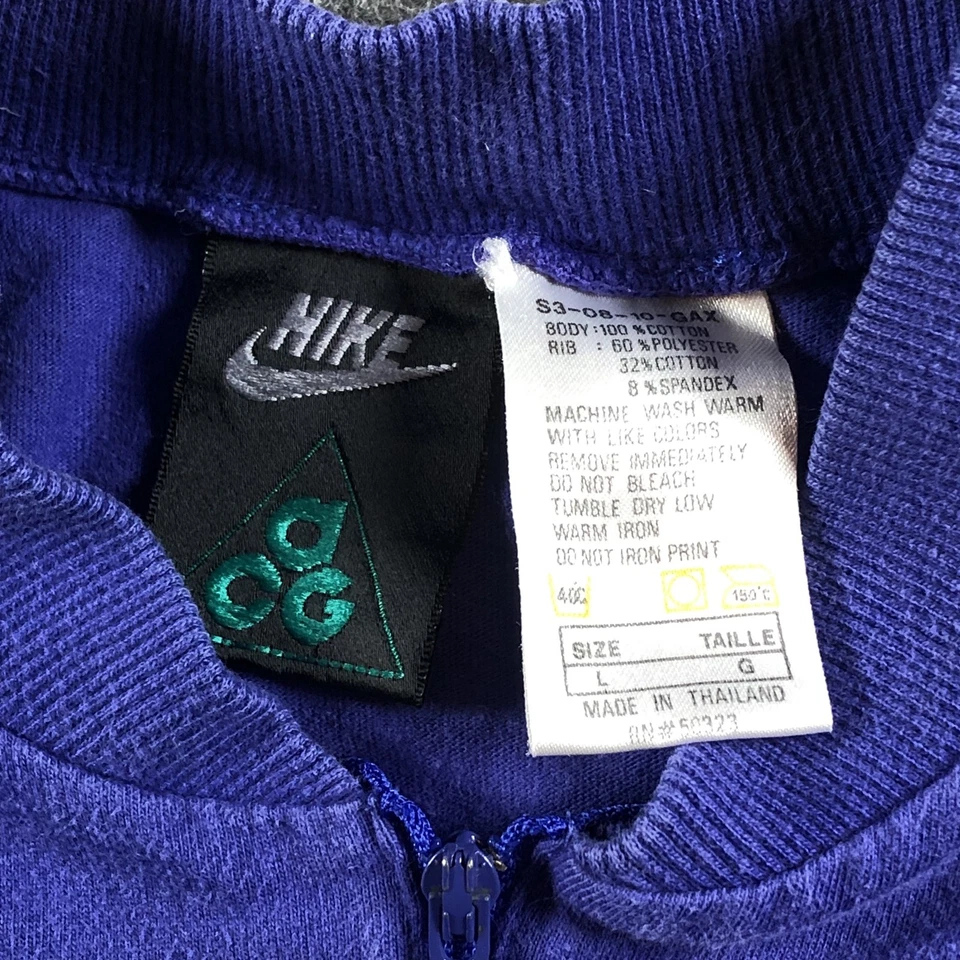 NIKE
a
C
G
S3-08-10-GAX
BODY:100 %COTTON
RIB : 60 %POLYESTER
32%COTTON
8 %SPANDEX
MACHINE WASH WARM
WITH LIKE COLORS
REMOVE IMMEDIATELY
DO NOT BLEACH
TUMBLE DRY LOW
WARM IRON
DO NOT IRON PRINT
40C 150°C
SIZE TAILLE
L G
MADE IN THAILAND
RN#50323